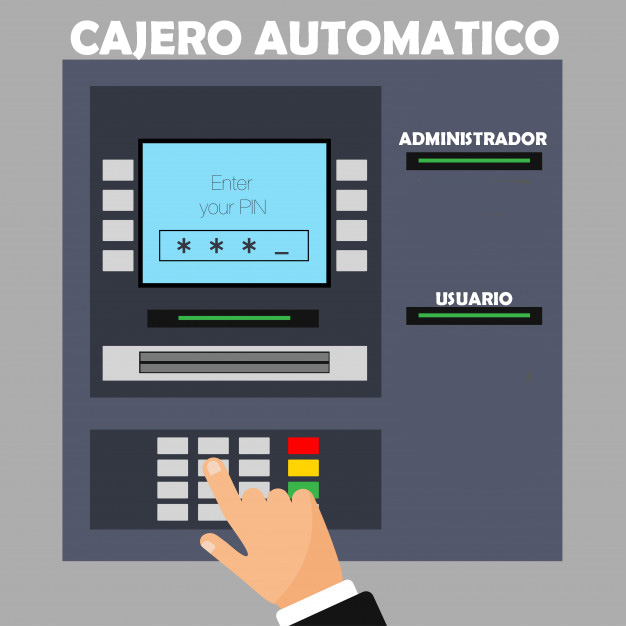 CAJERO AUTOMATICO
ADMINISTRADOR
Enter
your PIN
* * * _
USUARIO